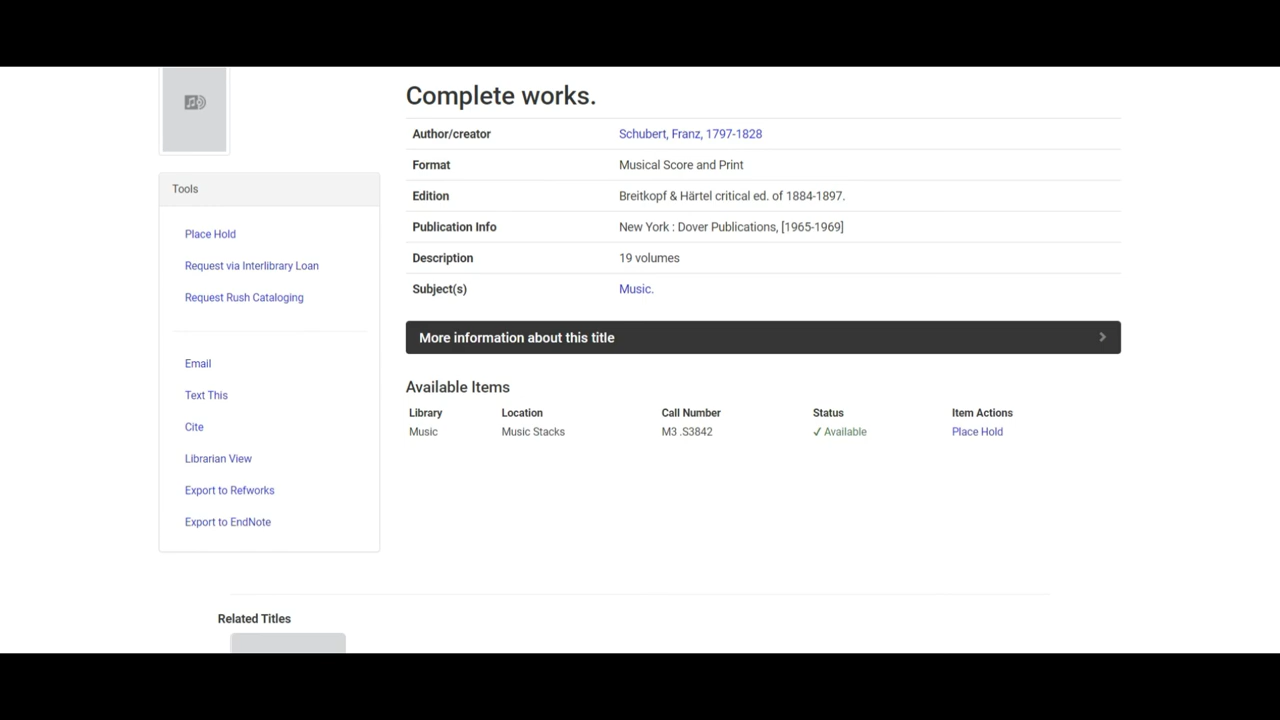 Complete works.
Author/creator Schubert, Franz, 1797-1828
Format Musical Score and Print
Edition Breitkopf & Härtel critical ed. of 1884-1897.
Publication Info New York : Dover Publications, [1965-1969]
Description 19 volumes
Subject(s) Music.
More information about this title
Available Items
Library Location Call Number Status Item Actions
Music Music Stacks M3 .S3842 ✓ Available Place Hold
Tools
Place Hold
Request via Interlibrary Loan
Request Rush Cataloging
Email
Text This
Cite
Librarian View
Export to Refworks
Export to EndNote
Related Titles